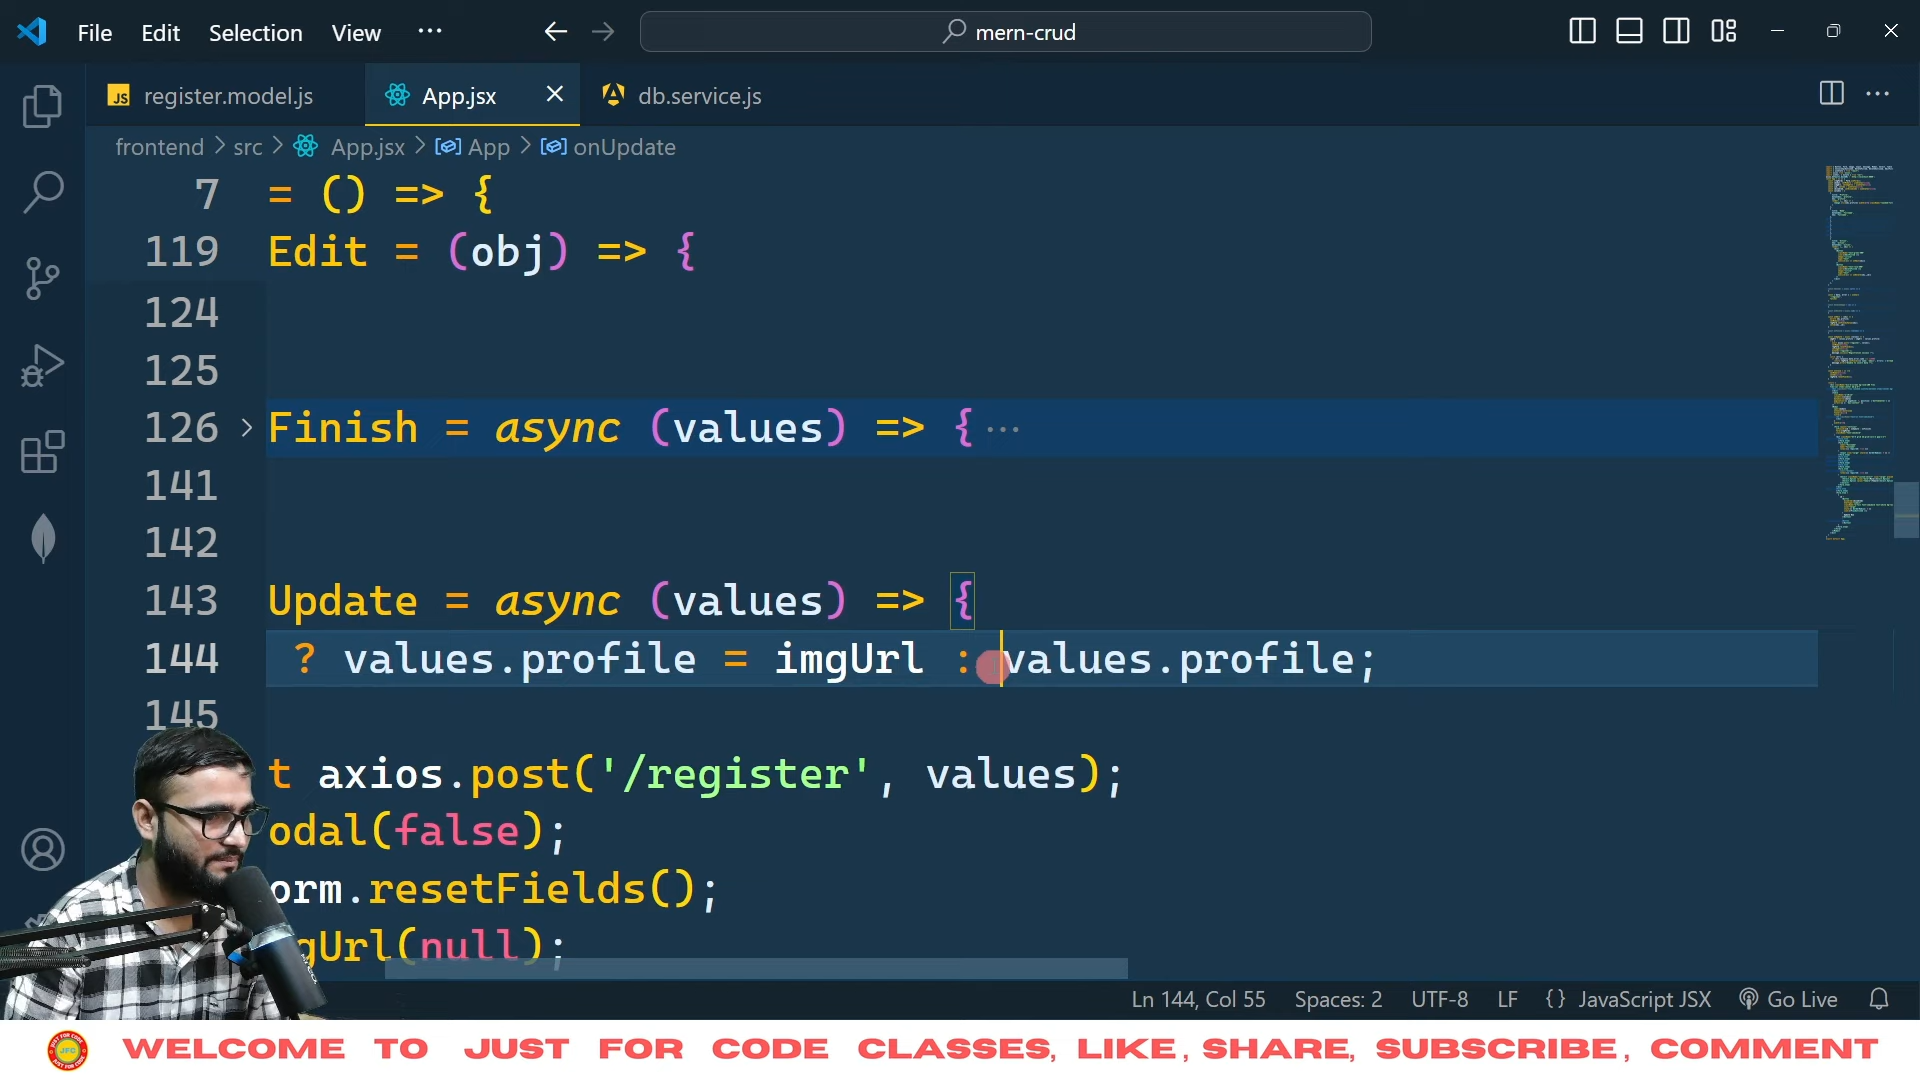 File Edit Selection View ··· mern-crud
register.model.js App.jsx db.service.js
frontend > src > App.jsx > App > onUpdate
7 = () => {
119 Edit = (obj) => {
124
125
126 Finish = async (values) => { ···
141
142
143 Update = async (values) => {
144 ? values.profile = imgUrl : values.profile;
145
t axios.post('/register', values);
odal(false);
orm.resetFields();
gUrl(null);
Ln 144, Col 55 Spaces: 2 UTF-8 LF {} JavaScript JSX Go Live
WELCOME TO JUST FOR CODE CLASSES, LIKE, SHARE, SUBSCRIBE, COMMENT